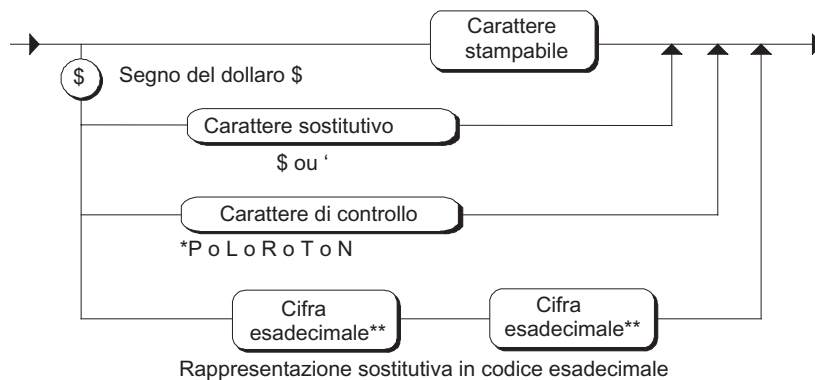 Carattere
stampabile
$ Segno del dollaro $
Carattere sostitutivo
$ ou ‘
Carattere di controllo
*P o L o R o T o N
Cifra
esadecimale**
Cifra
esadecimale**
Rappresentazione sostitutiva in codice esadecimale